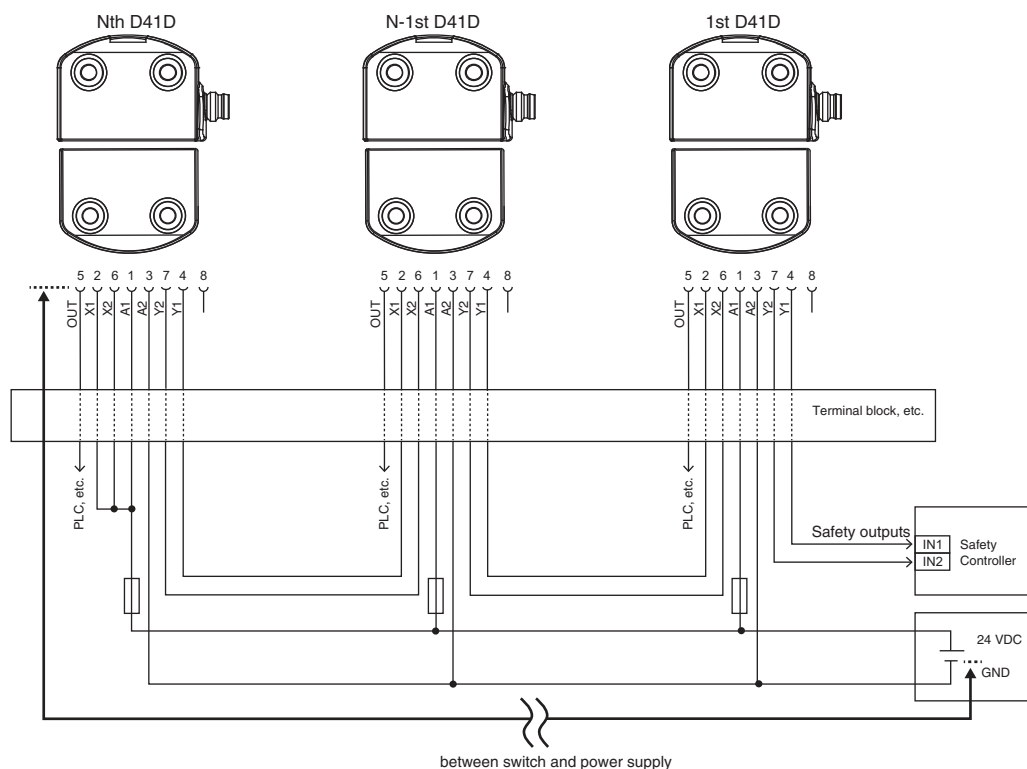 Nth D41D
N-1st D41D
1st D41D
5 2 6 1 3 7 4 8
OUT X1 X2 A1 A2 Y2 Y1
5 2 6 1 3 7 4 8
OUT X1 X2 A1 A2 Y2 Y1
5 2 6 1 3 7 4 8
OUT X1 X2 A1 A2 Y2 Y1
Terminal block, etc.
PLC, etc.
PLC, etc.
PLC, etc.
Safety outputs
IN1
IN2
Safety
Controller
24 VDC
GND
between switch and power supply